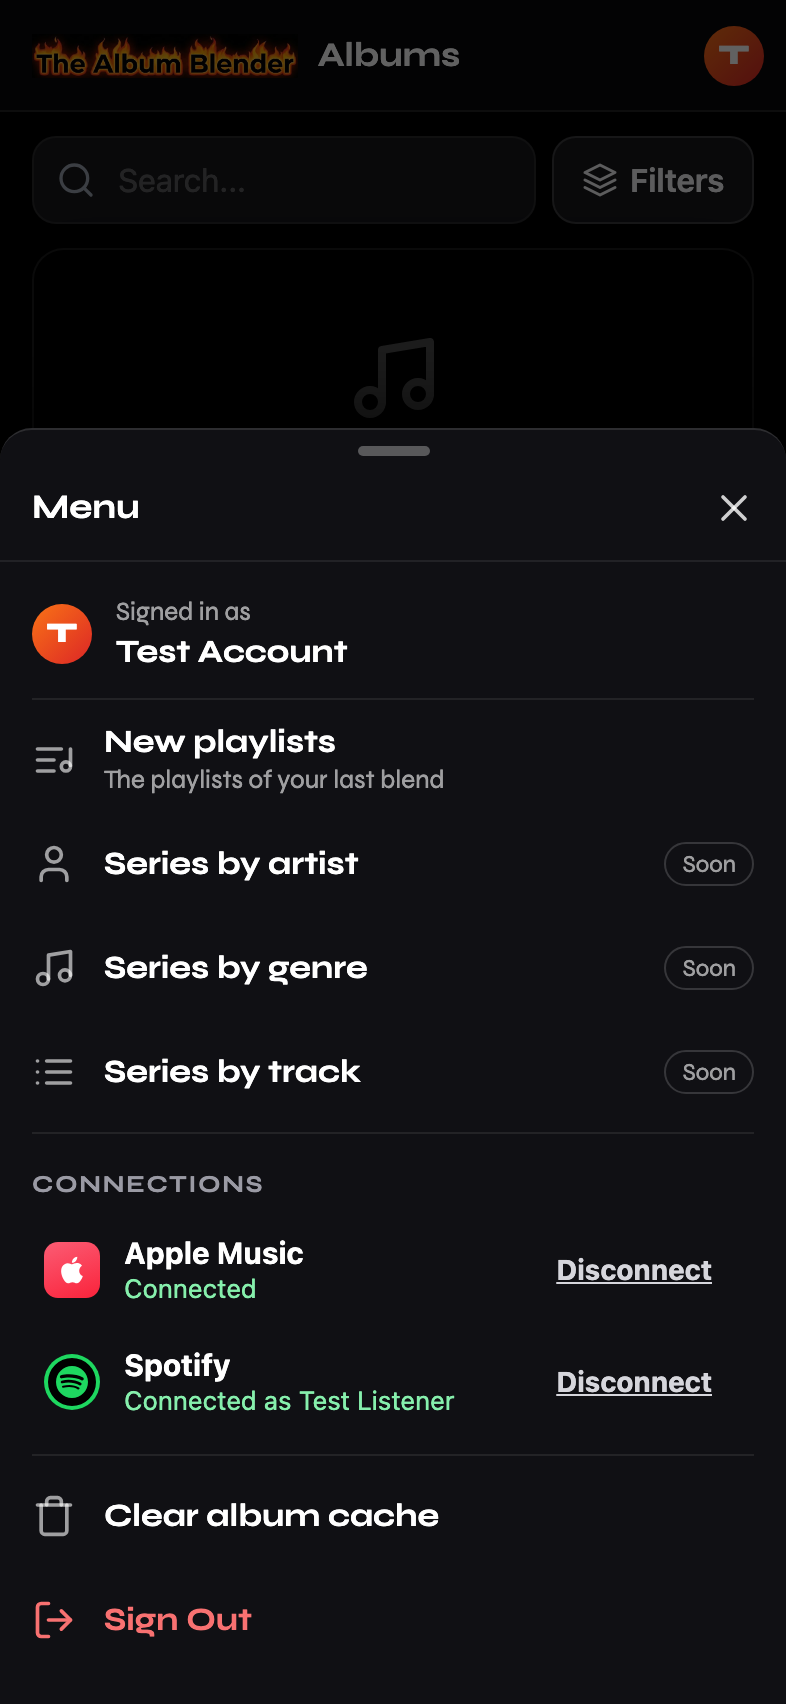 The Album Blender
Albums
T
Search...
Filters
Menu
T
Signed in as
Test Account
New playlists
The playlists of your last blend
Series by artist
Soon
Series by genre
Soon
Series by track
Soon
CONNECTIONS
Apple Music
Connected
Disconnect
Spotify
Connected as Test Listener
Disconnect
Clear album cache
Sign Out